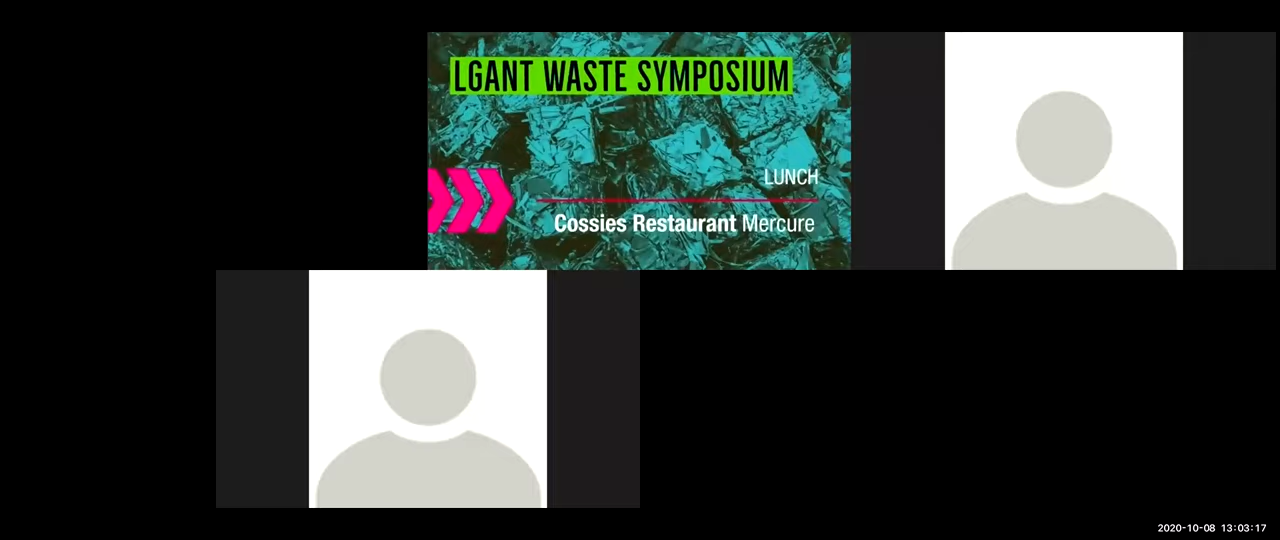 LGANT WASTE SYMPOSIUM
LUNCH
Cossies Restaurant Mercure
2020-10-08 13:03:17